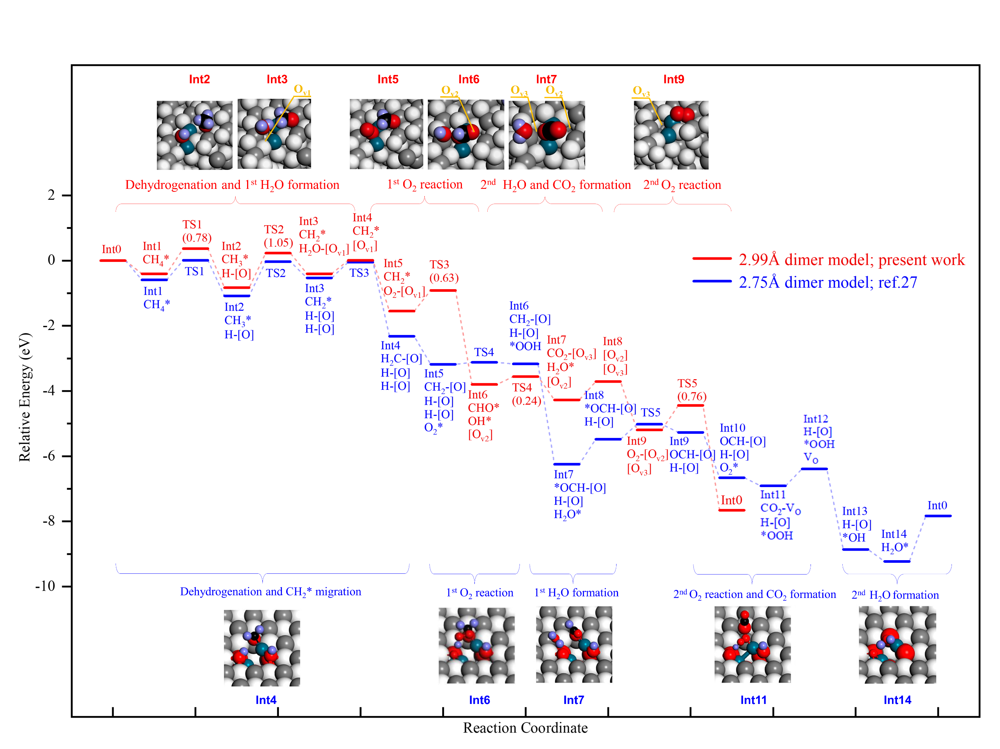 Int2
Int3
Int5
Int6
Int7
Int9
Ov1
Ov2
Ov3
Ov2
Ov3
Dehydrogenation and 1st H2O formation
1st O2 reaction
2nd H2O and CO2 formation
2nd O2 reaction
2
0
-2
-4
-6
-8
-10
Relative Energy (eV)
Int0
Int1
CH4*
TS1
(0.78)
Int2
CH3*
H-[O]
TS2
(1.05)
Int3
CH2*
H2O-[Ov1]
Int4
CH2*
[Ov1]
Int5
CH2*
O2-[Ov1]
TS3
(0.63)
Int6
CHO*
OH*
[Ov2]
TS4
(0.24)
Int7
CO2-[Ov3]
H2O*
[Ov2]
Int8
[Ov2]
[Ov3]
Int9
O2-[Ov2]
[Ov3]
TS5
(0.76)
Int0
2.99Å dimer model; present work
2.75Å dimer model; ref.27
Int1
CH4*
TS1
Int2
CH3*
H-[O]
TS2
Int3
CH2*
H-[O]
H-[O]
TS3
Int4
H2C-[O]
H-[O]
H-[O]
Int5
CH2-[O]
H-[O]
H-[O]
O2*
TS4
Int6
CH2-[O]
H-[O]
*OOH
Int7
*OCH-[O]
H-[O]
H2O*
Int8
*OCH-[O]
H-[O]
TS5
Int9
OCH-[O]
H-[O]
Int10
OCH-[O]
H-[O]
O2*
Int11
CO2-VO
H-[O]
*OOH
Int12
H-[O]
*OOH
VO
Int13
H-[O]
*OH
Int14
H2O*
Int0
Dehydrogenation and CH2* migration
1st O2 reaction
1st H2O formation
2nd O2 reaction and CO2 formation
2nd H2O formation
Int4
Int6
Int7
Int11
Int14
Reaction Coordinate